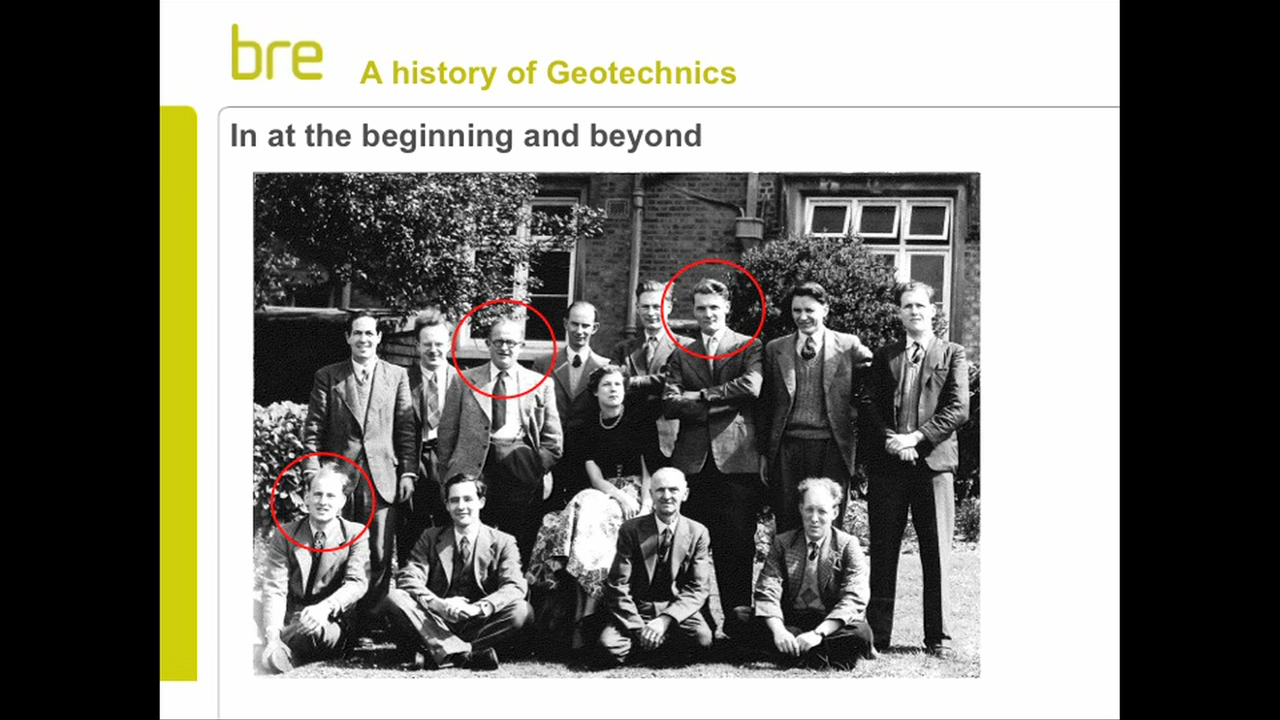 bre
A history of Geotechnics
In at the beginning and beyond